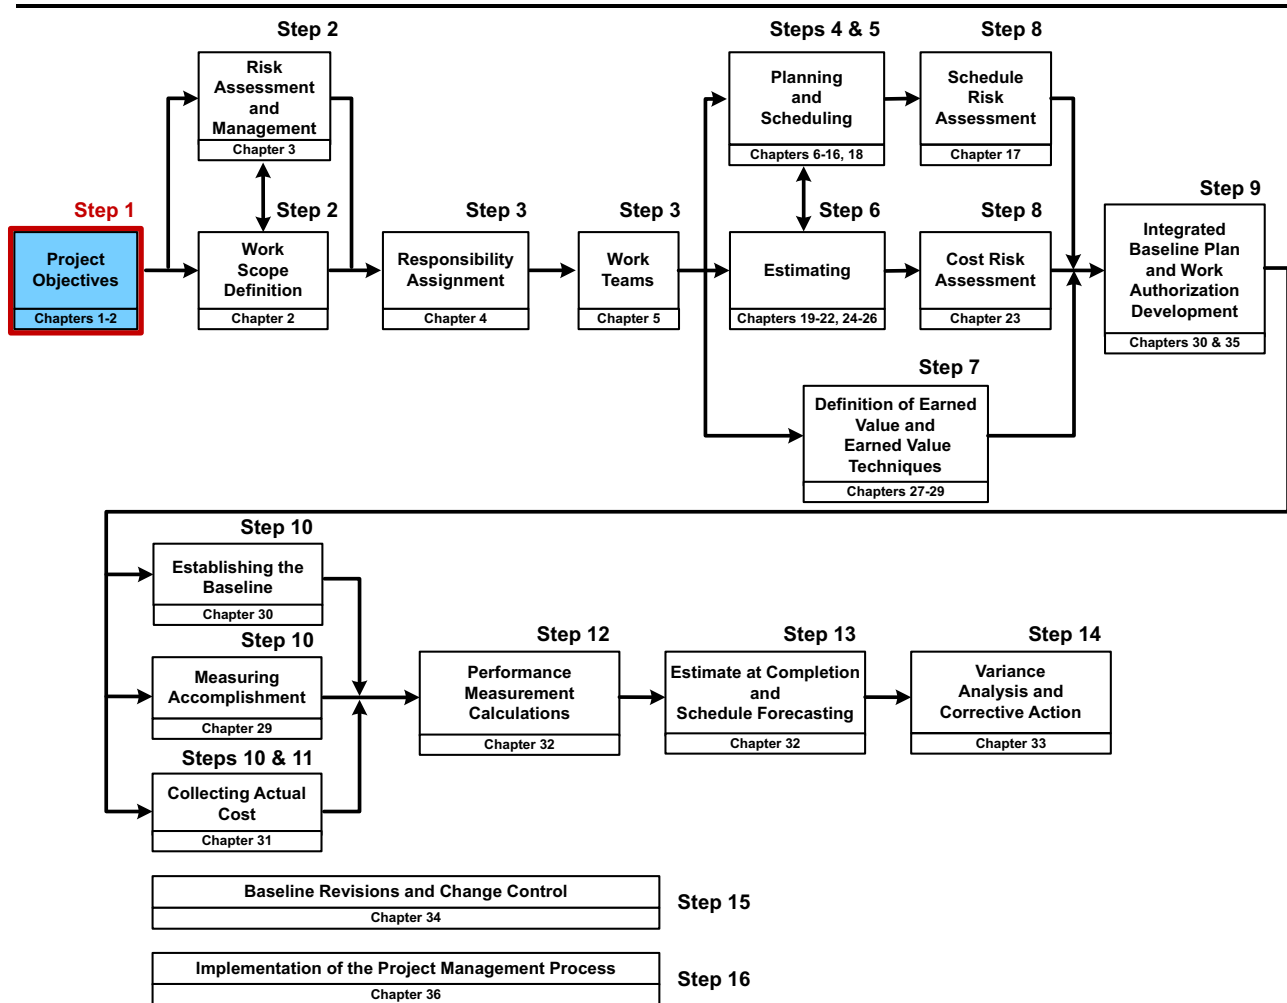 Step 2
Risk
Assessment
and
Management
Chapter 3
Steps 4 & 5
Planning
and
Scheduling
Chapters 6-16, 18
Step 8
Schedule
Risk
Assessment
Chapter 17
Step 1
Project
Objectives
Chapters 1-2
Step 2
Work
Scope
Definition
Chapter 2
Step 3
Responsibility
Assignment
Chapter 4
Step 3
Work
Teams
Chapter 5
Step 6
Estimating
Chapters 19-22, 24-26
Step 8
Cost Risk
Assessment
Chapter 23
Step 9
Integrated
Baseline Plan
and Work
Authorization
Development
Chapters 30 & 35
Step 7
Definition of Earned
Value and
Earned Value
Techniques
Chapters 27-29
Step 10
Establishing the
Baseline
Chapter 30
Step 10
Measuring
Accomplishment
Chapter 29
Steps 10 & 11
Collecting Actual
Cost
Chapter 31
Step 12
Performance
Measurement
Calculations
Chapter 32
Step 13
Estimate at Completion
and
Schedule Forecasting
Chapter 32
Step 14
Variance
Analysis and
Corrective Action
Chapter 33
Baseline Revisions and Change Control
Chapter 34
Step 15
Implementation of the Project Management Process
Chapter 36
Step 16